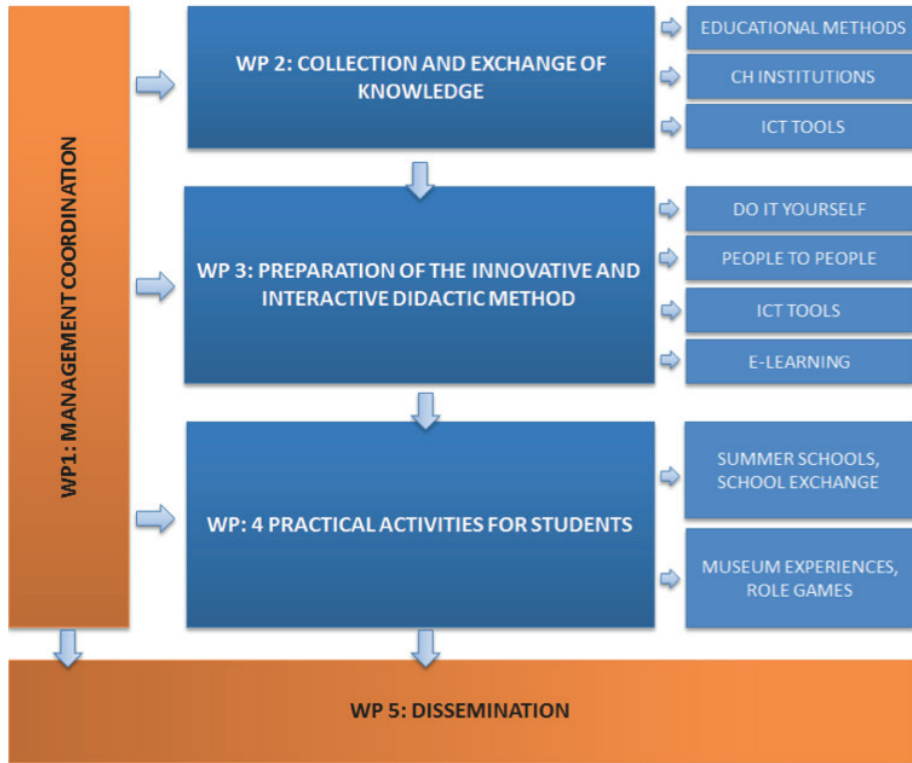 WP1: MANAGEMENT COORDINATION
WP 2: COLLECTION AND EXCHANGE OF
KNOWLEDGE
EDUCATIONAL METHODS
CH INSTITUTIONS
ICT TOOLS
WP 3: PREPARATION OF THE INNOVATIVE AND
INTERACTIVE DIDACTIC METHOD
DO IT YOURSELF
PEOPLE TO PEOPLE
ICT TOOLS
E-LEARNING
WP: 4 PRACTICAL ACTIVITIES FOR STUDENTS
SUMMER SCHOOLS,
SCHOOL EXCHANGE
MUSEUM EXPERIENCES,
ROLE GAMES
WP 5: DISSEMINATION